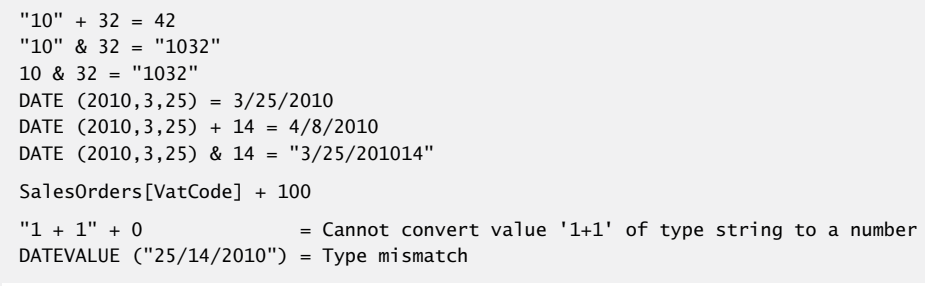 "10" + 32 = 42
"10" & 32 = "1032"
10 & 32 = "1032"
DATE (2010,3,25) = 3/25/2010
DATE (2010,3,25) + 14 = 4/8/2010
DATE (2010,3,25) & 14 = "3/25/201014"
SalesOrders[VatCode] + 100
"1 + 1" + 0 = Cannot convert value '1+1' of type string to a number
DATEVALUE ("25/14/2010") = Type mismatch